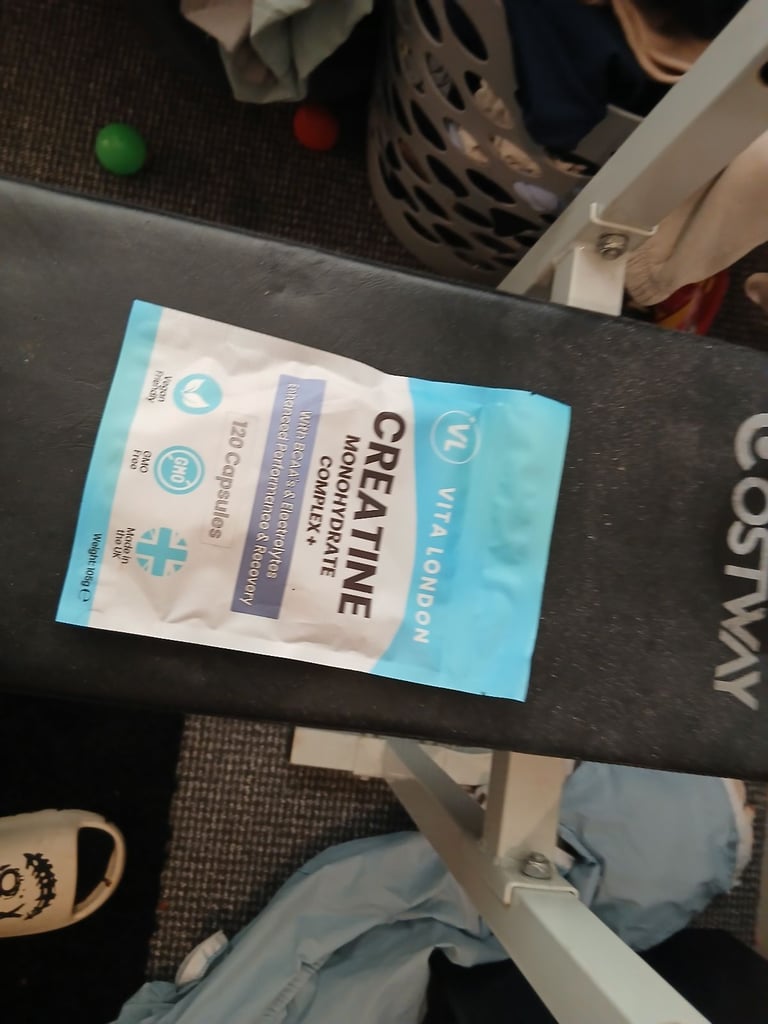 VL VITA LONDON
CREATINE
MONOHYDRATE
COMPLEX +
With BCAA's & Electrolytes
Enhanced Performance & Recovery
120 Capsules
Vegan
Friendly
GMO
GMO
Free
Made in
the UK
Weight: 105g ℮
COSTWAY